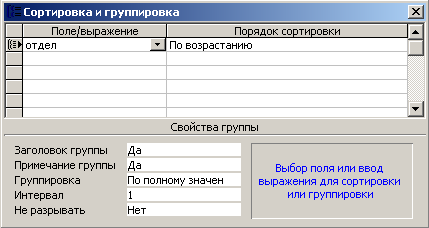 Сортировка и группировка
Поле/выражение Порядок сортировки
отдел По возрастанию
Свойства группы
Заголовок группы Да
Примечание группы Да
Группировка По полному значен
Интервал 1
Не разрывать Нет
Выбор поля или ввод
выражения для сортировки
или группировки